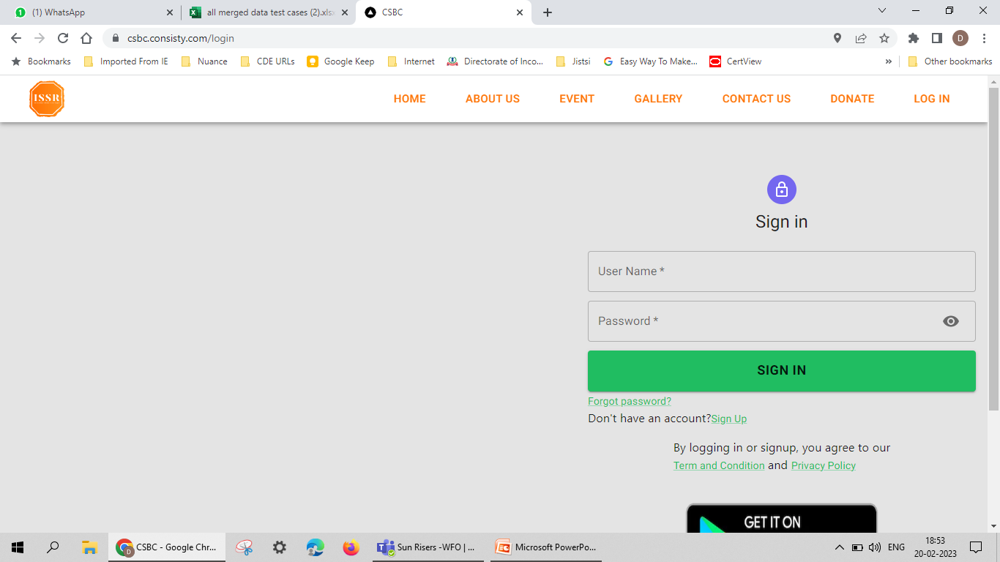 (1) WhatsApp
all merged data test cases (2).xlsx
CSBC
csbc.consisty.com/login
D
Bookmarks Imported From IE Nuance CDE URLs Google Keep Internet Directorate of Inco... Jitsi Easy Way To Make... CertView » Other bookmarks
ISSR
HOME ABOUT US EVENT GALLERY CONTACT US DONATE LOG IN
Sign in
User Name *
Password *
SIGN IN
Forgot password?
Don't have an account?Sign Up
By logging in or signup, you agree to our
Term and Condition and Privacy Policy
GET IT ON
CSBC - Google Chr...
Sun Risers -WFO | ...
Microsoft PowerPo...
ENG
18:53
20-02-2023